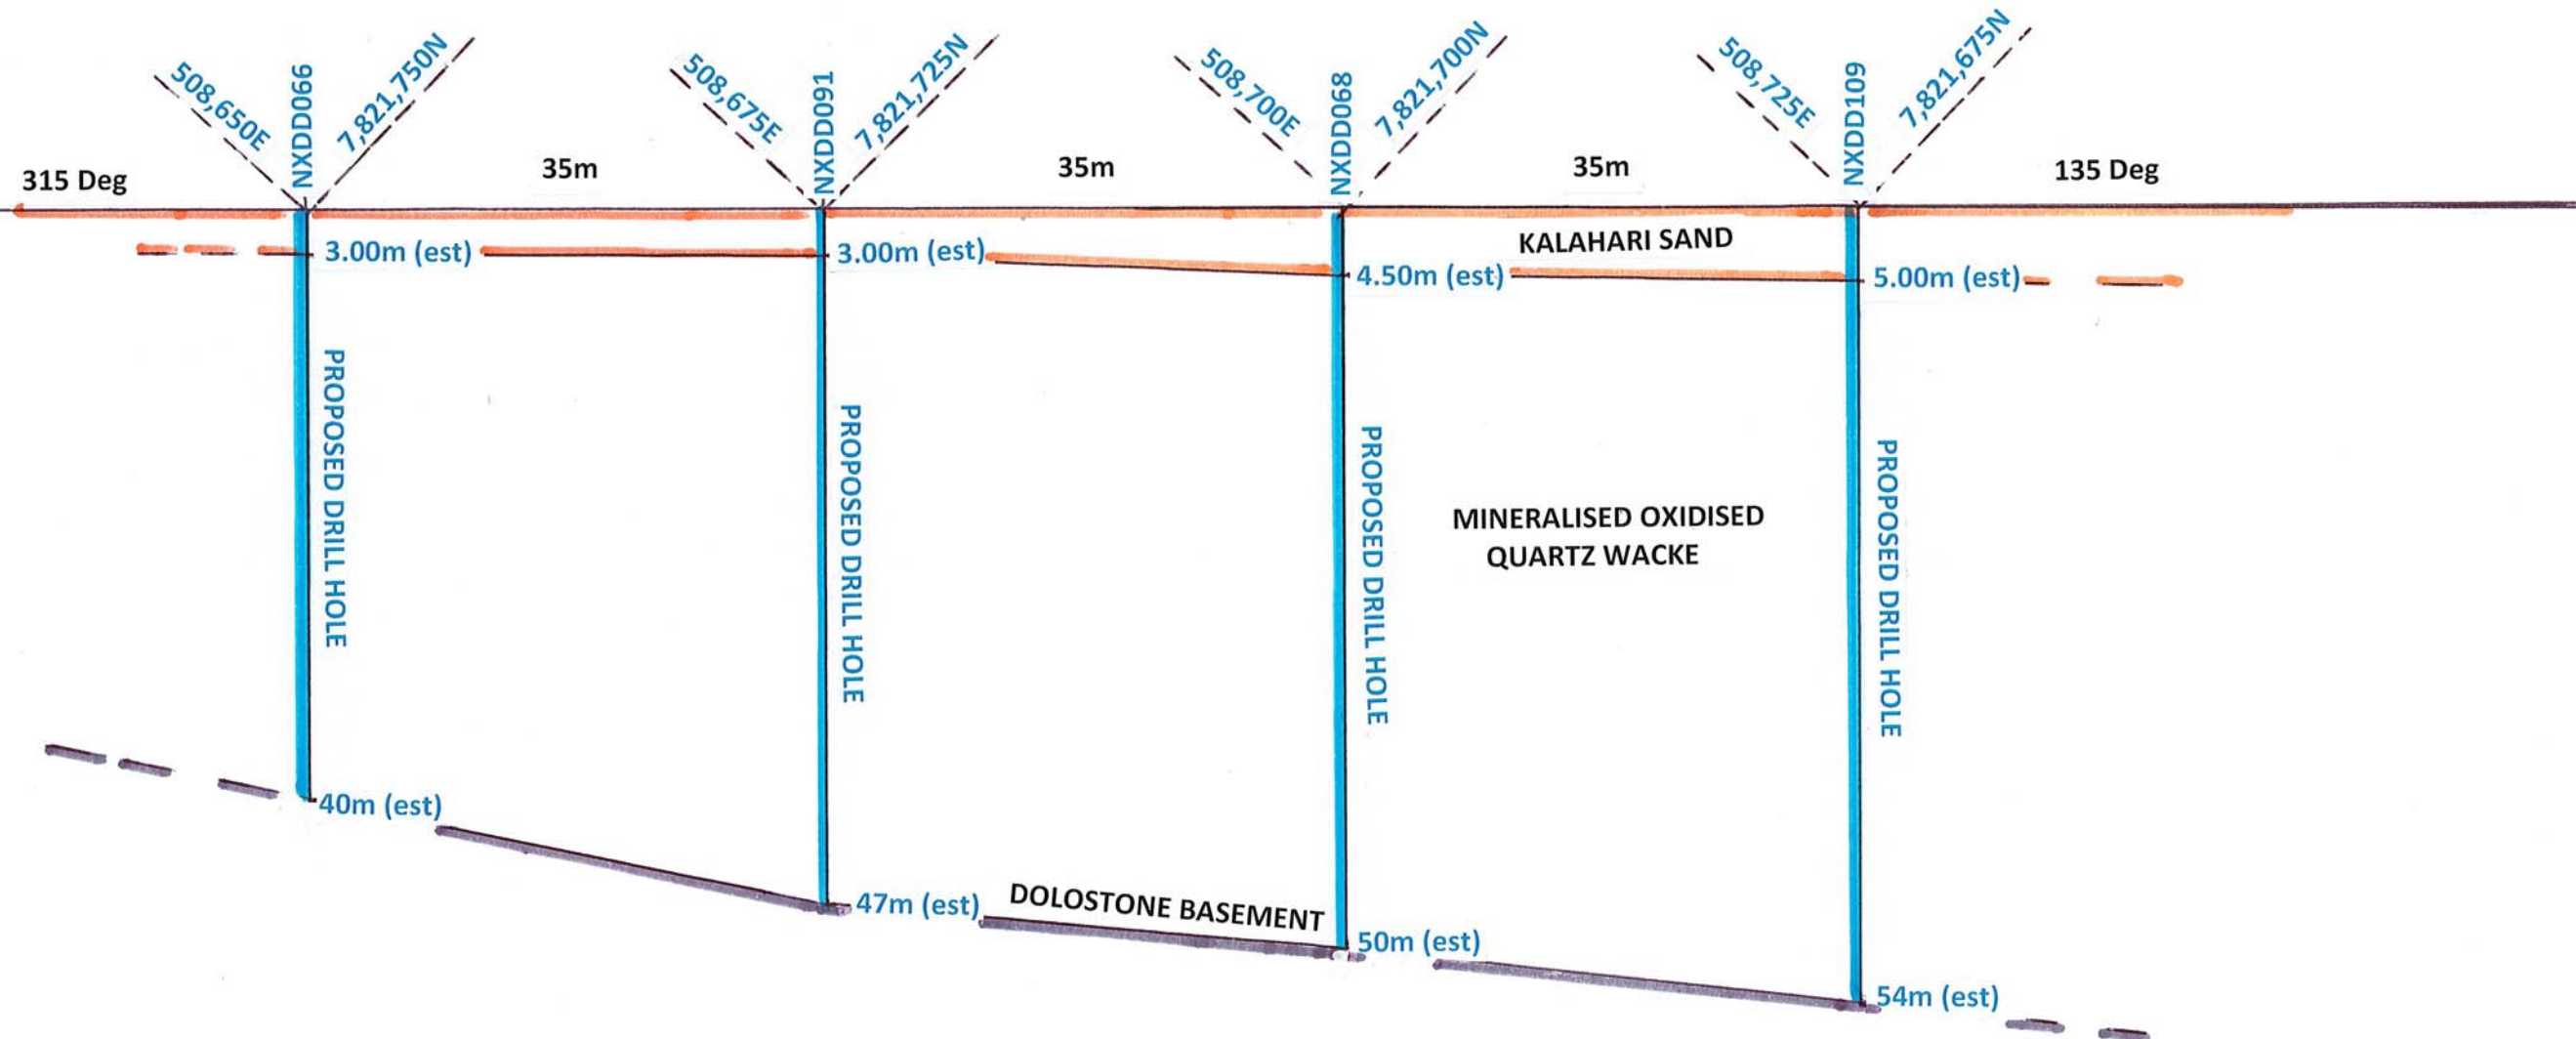 508,650E
NXDD066
7,821,750N
508,675E
NXDD091
7,821,725N
508,700E
NXDD068
7,821,700N
508,725E
NXDD109
7,821,675N
315 Deg
35m
35m
35m
135 Deg
KALAHARI SAND
3.00m (est)
3.00m (est)
4.50m (est)
5.00m (est)
PROPOSED DRILL HOLE
PROPOSED DRILL HOLE
PROPOSED DRILL HOLE
PROPOSED DRILL HOLE
MINERALISED OXIDISED
QUARTZ WACKE
40m (est)
47m (est)
DOLOSTONE BASEMENT
50m (est)
54m (est)